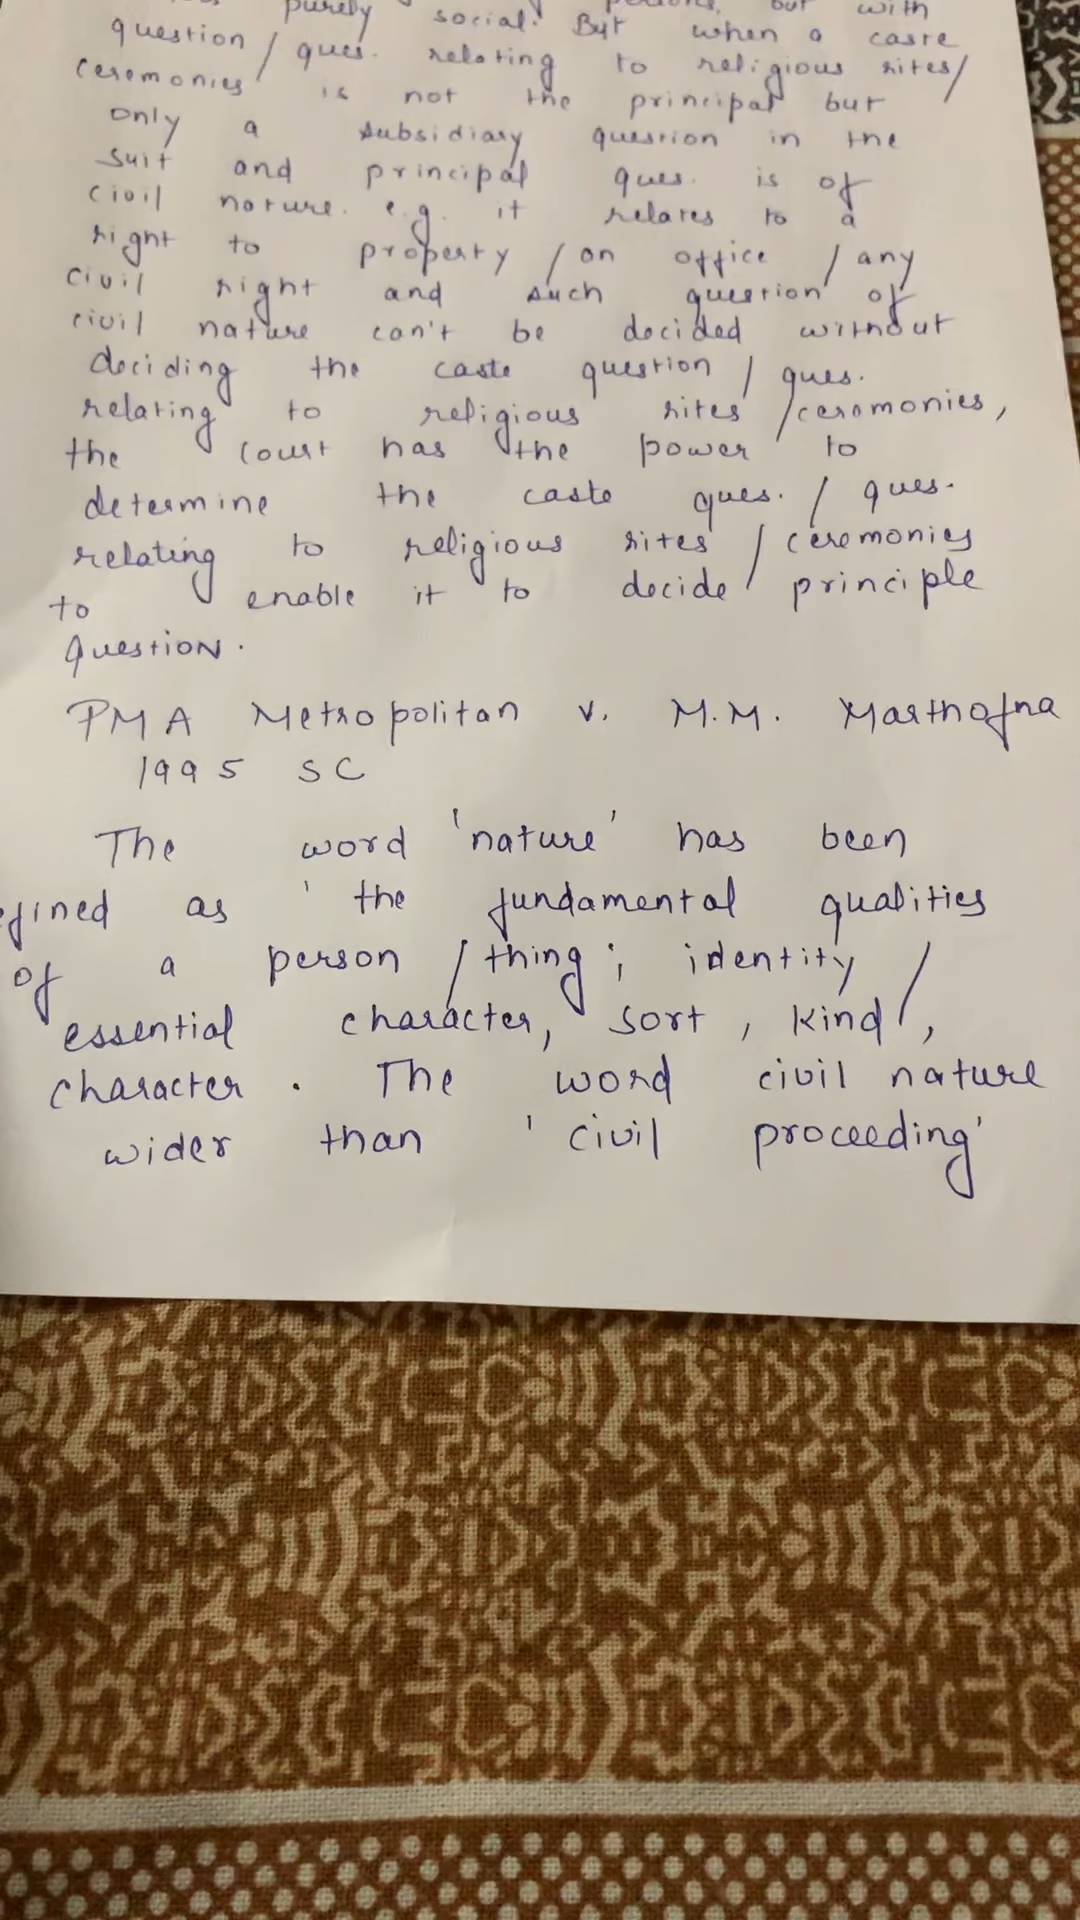 purely social. But when a caste
question / ques. relating to religious rites/
ceremonies is not the principal but
only a subsidiary question in the
suit and principal ques. is of
civil nature. e.g. it relates to a
right to property / an office / any
civil right and such question of
civil nature can't be decided without
deciding the caste question / ques.
relating to religious rites / ceremonies,
the court has the power to
determine the caste ques. / ques.
relating to religious rites / ceremonies
to enable it to decide principle
question.
PMA Metropolitan v. M.M. Marthofna
1995 SC
The word 'nature' has been
efined as 'the fundamental qualities
of a person / thing; identity /
essential character, sort, kind /,
character. The word civil nature
wider than 'civil proceeding'